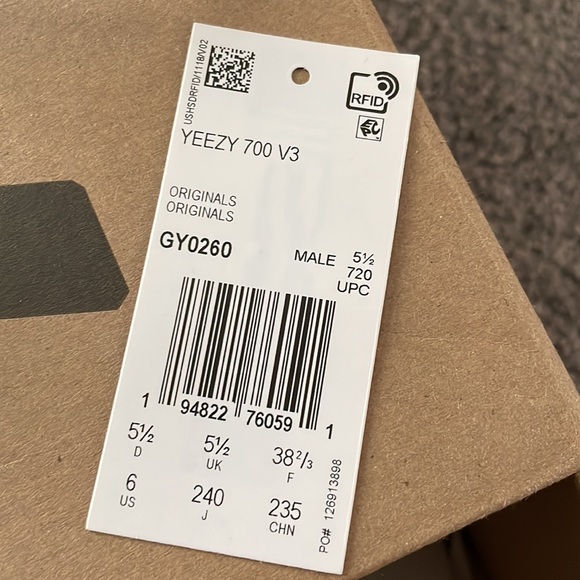 USHSDRFID/1118/V02
RFID
YEEZY 700 V3
ORIGINALS
ORIGINALS
GY0260
MALE 5½
720
UPC
1 94822 76059 1
5½ 5½ 38⅔
D UK F
6 240 235
US J CHN
PO# 126913898